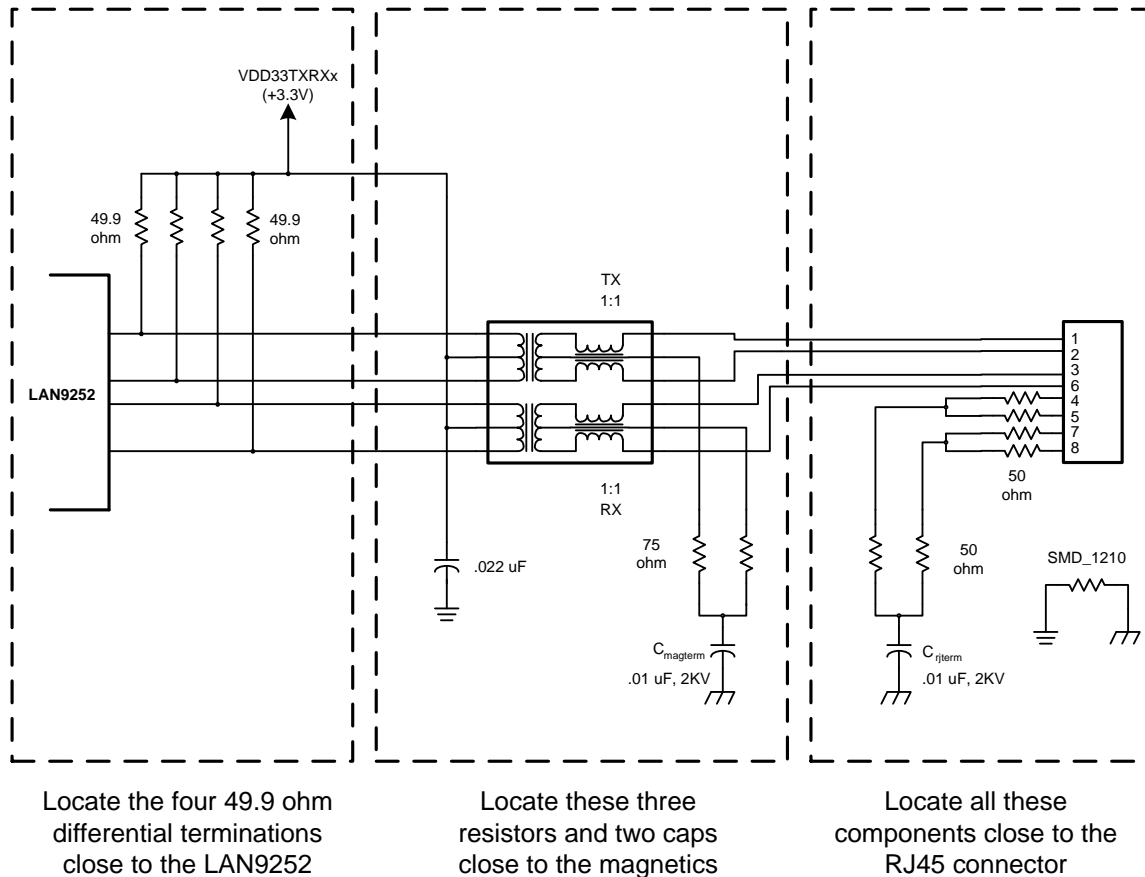 VDD33TXRXx
(+3.3V)
49.9
ohm
49.9
ohm
LAN9252
TX
1:1
1:1
RX
.022 uF
75
ohm
Cmagterm
.01 uF, 2KV
1
2
3
6
4
5
7
8
50
ohm
50
ohm
SMD_1210
Crjterm
.01 uF, 2KV
Locate the four 49.9 ohm
differential terminations
close to the LAN9252
Locate these three
resistors and two caps
close to the magnetics
Locate all these
components close to the
RJ45 connector